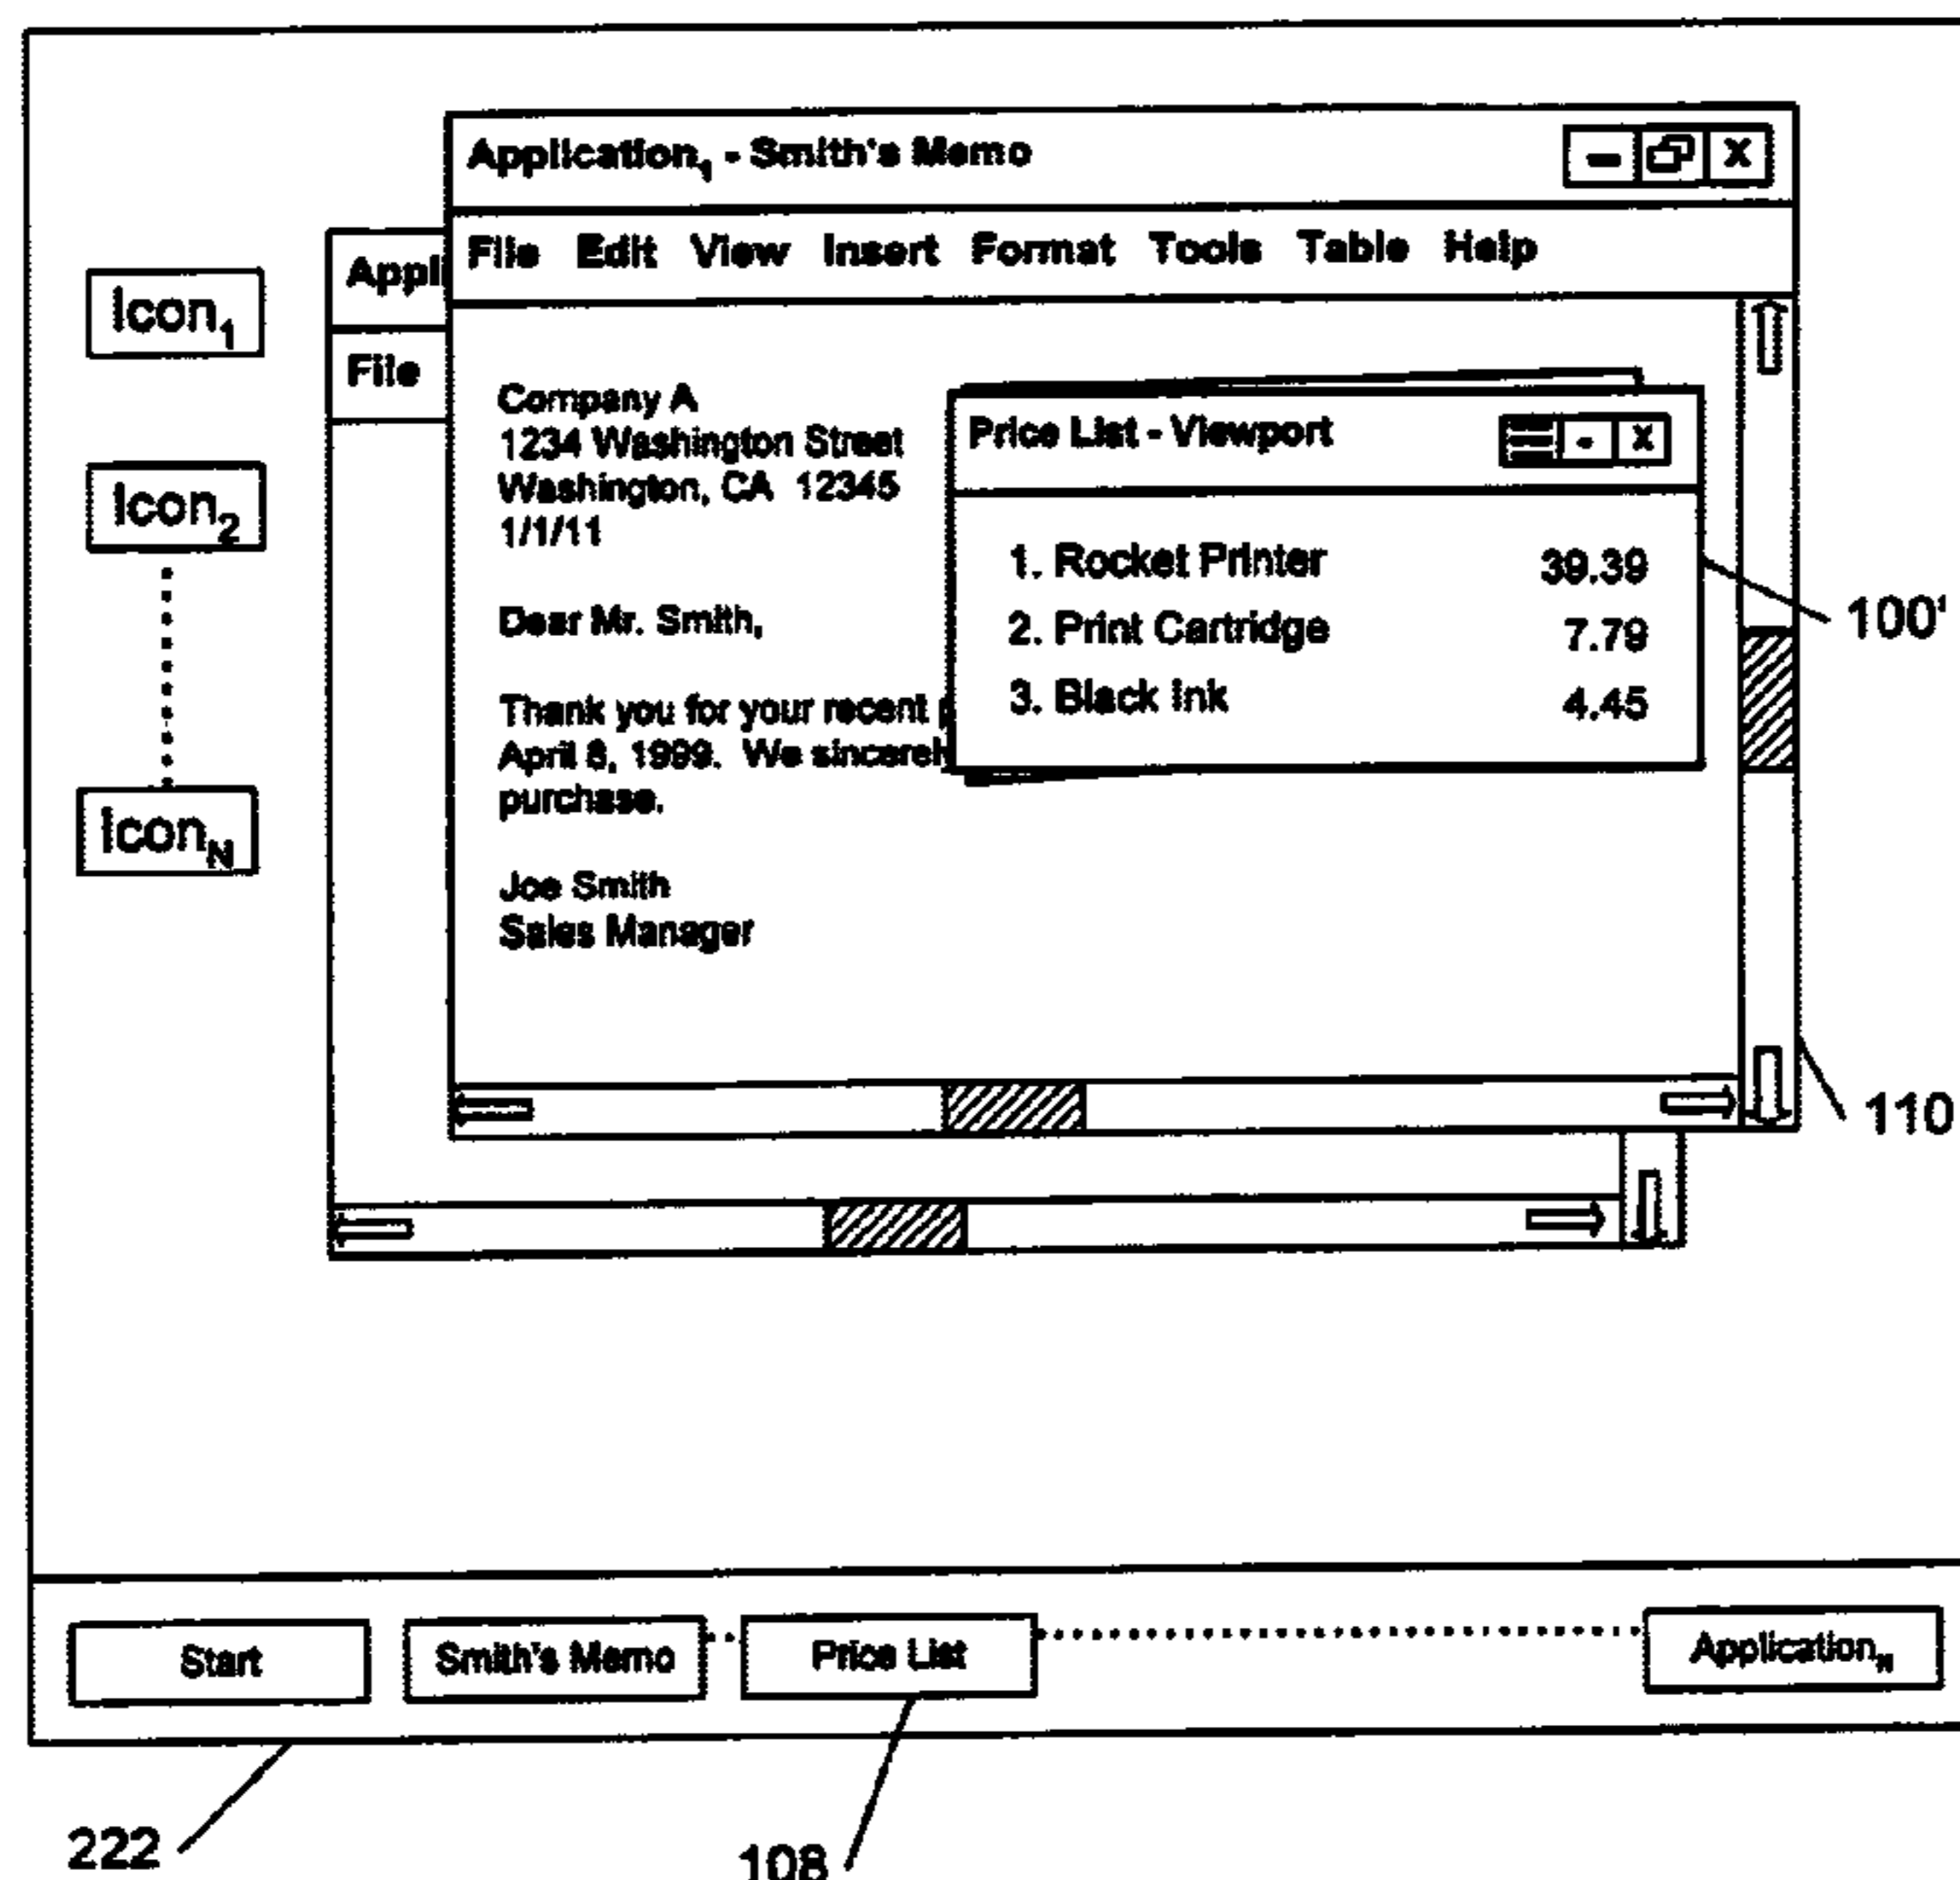 Application₁ - Smith's Memo
File Edit View Insert Format Tools Table Help
Appli
File
Icon₁
Icon₂
Icon_N
Company A
1234 Washington Street
Washington, CA 12345
1/1/11
Dear Mr. Smith,
Thank you for your recent p
April 8, 1999. We sincerel
purchase.
Joe Smith
Sales Manager
Price List - Viewport
1. Rocket Printer 39.39
2. Print Cartridge 7.79
3. Black Ink 4.45
100'
110
Start Smith's Memo Price List Application_N
222
108